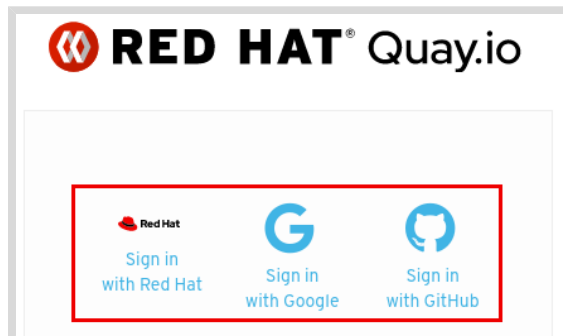 RED HAT® Quay.io
Red Hat
Sign in
with Red Hat
Sign in
with Google
Sign in
with GitHub